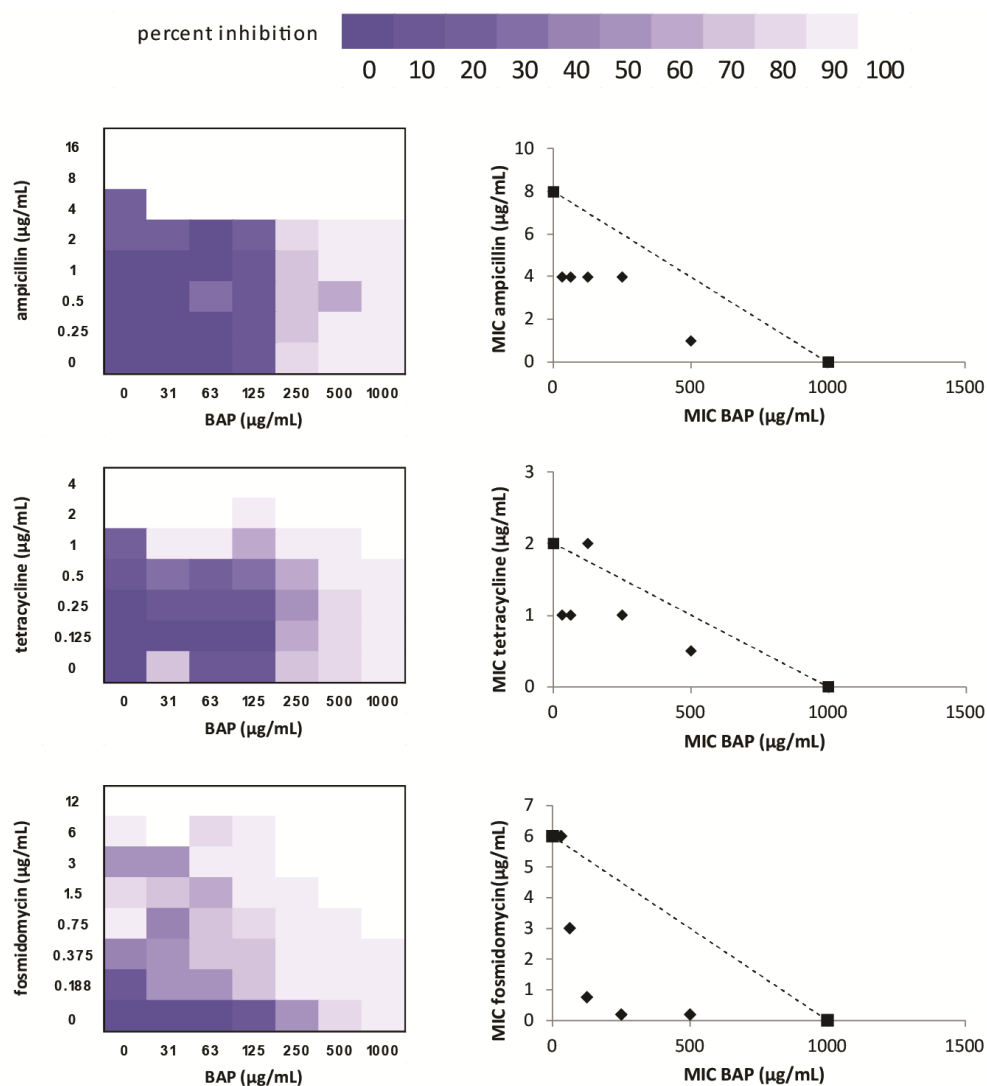 percent inhibition
0 10 20 30 40 50 60 70 80 90 100
ampicillin (µg/mL)
16
8
4
2
1
0.5
0.25
0
0 31 63 125 250 500 1000
BAP (µg/mL)
MIC ampicillin (µg/mL)
10
8
6
4
2
0
0 500 1000 1500
MIC BAP (µg/mL)
tetracycline (µg/mL)
4
2
1
0.5
0.25
0.125
0
0 31 63 125 250 500 1000
BAP (µg/mL)
MIC tetracycline (µg/mL)
3
2
1
0
0 500 1000 1500
MIC BAP (µg/mL)
fosmidomycin (µg/mL)
12
6
3
1.5
0.75
0.375
0.188
0
0 31 63 125 250 500 1000
BAP (µg/mL)
MIC fosmidomycin(µg/mL)
7
6
5
4
3
2
1
0
0 500 1000 1500
MIC BAP (µg/mL)